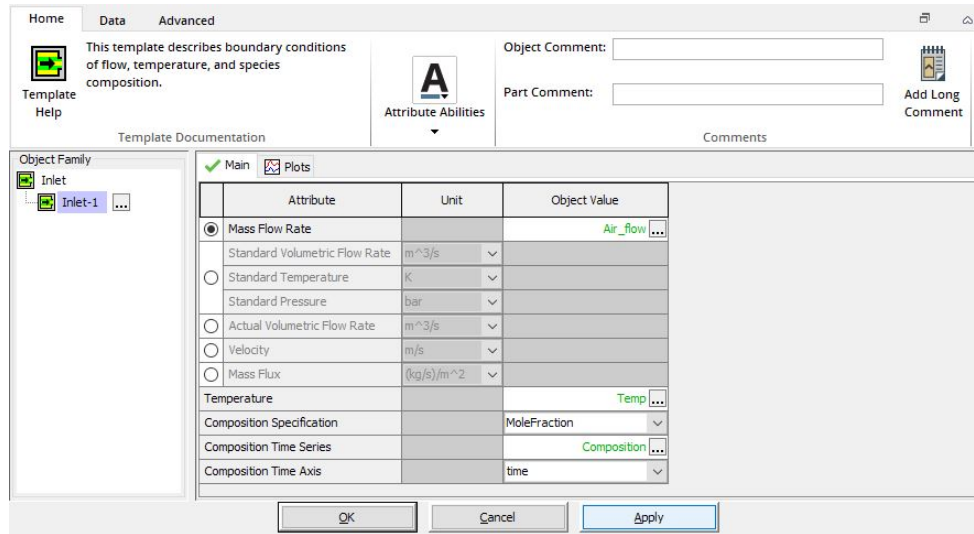 Home Data Advanced
This template describes boundary conditions
of flow, temperature, and species
composition.
Template
Help
Template Documentation
A
Attribute Abilities
Object Comment:
Part Comment:
Add Long
Comment
Comments
Object Family
Inlet
Inlet-1 ...
Main Plots
Attribute Unit Object Value
Mass Flow Rate Air_flow ...
Standard Volumetric Flow Rate m^3/s
Standard Temperature K
Standard Pressure bar
Actual Volumetric Flow Rate m^3/s
Velocity m/s
Mass Flux (kg/s)/m^2
Temperature Temp ...
Composition Specification MoleFraction
Composition Time Series Composition ...
Composition Time Axis time
OK Cancel Apply